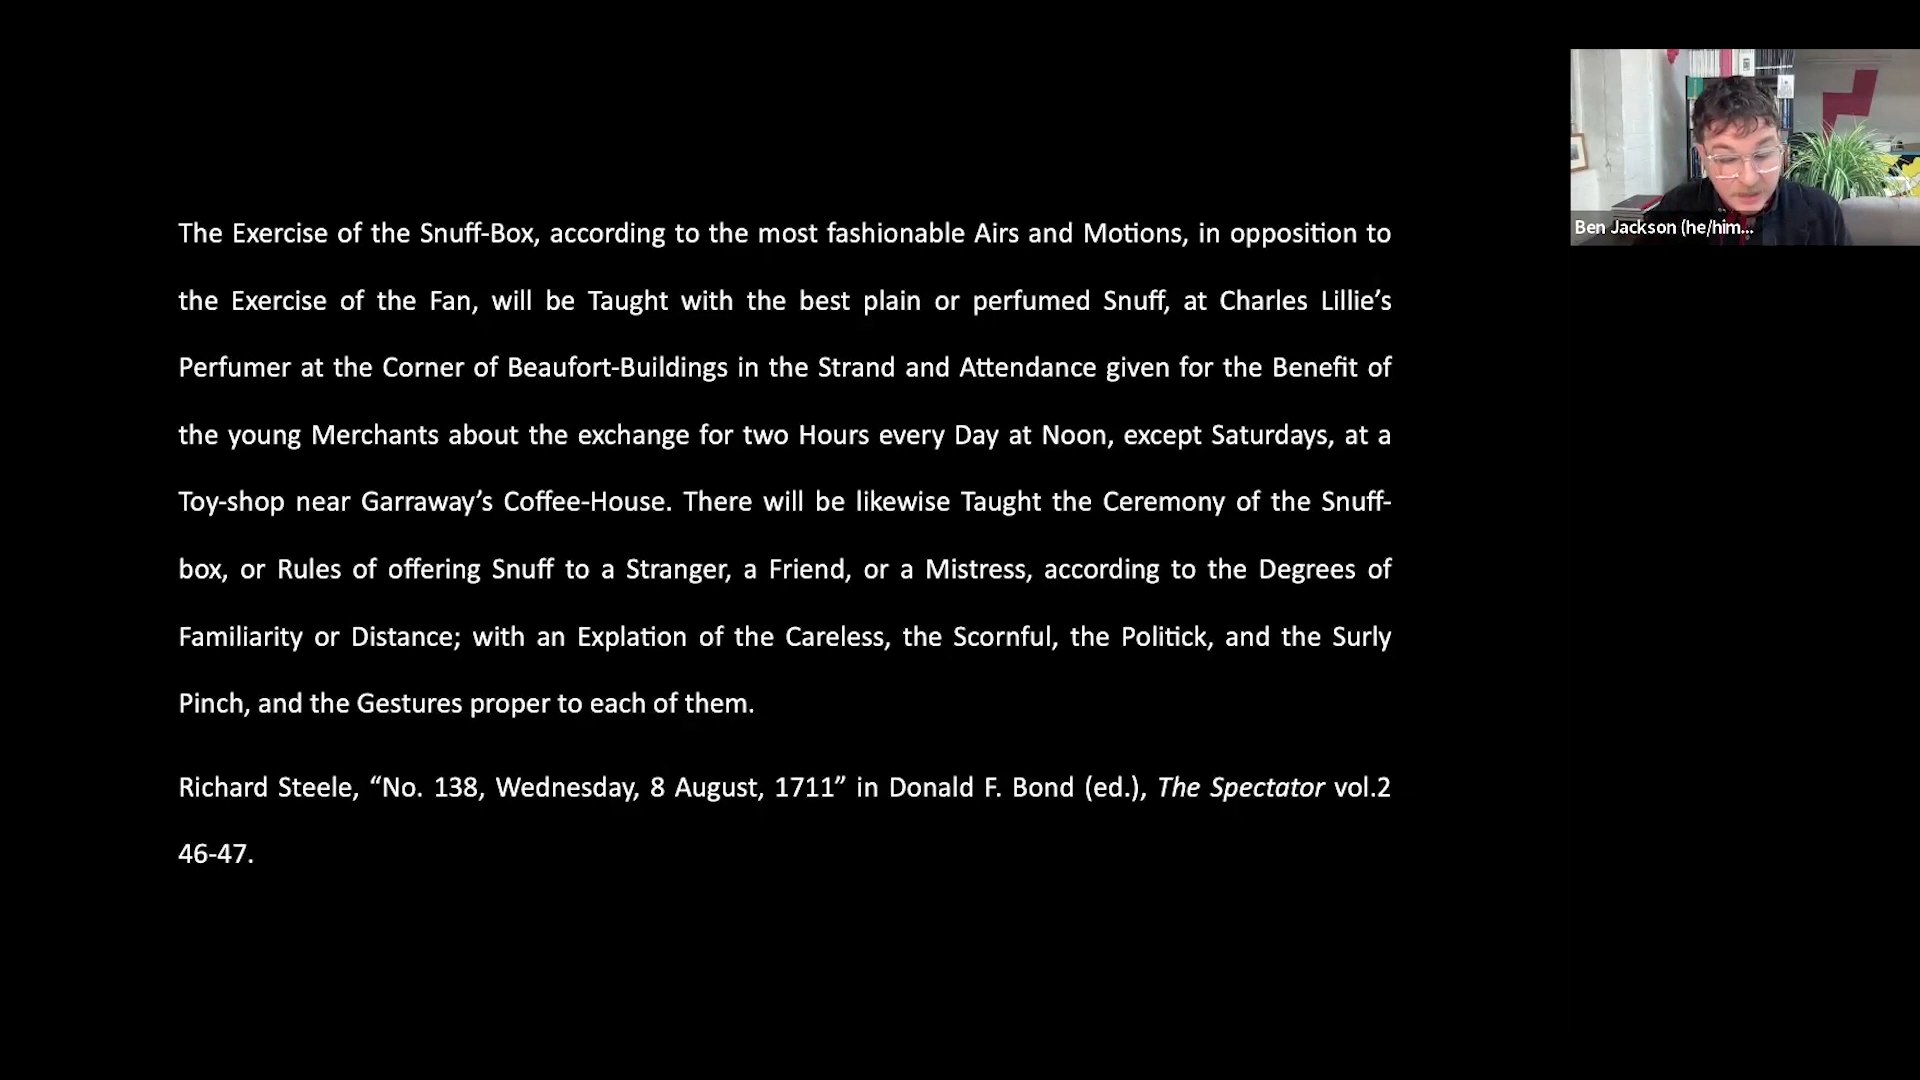 The Exercise of the Snuff-Box, according to the most fashionable Airs and Motions, in opposition to
the Exercise of the Fan, will be Taught with the best plain or perfumed Snuff, at Charles Lillie’s
Perfumer at the Corner of Beaufort-Buildings in the Strand and Attendance given for the Benefit of
the young Merchants about the exchange for two Hours every Day at Noon, except Saturdays, at a
Toy-shop near Garraway’s Coffee-House. There will be likewise Taught the Ceremony of the Snuff-
box, or Rules of offering Snuff to a Stranger, a Friend, or a Mistress, according to the Degrees of
Familiarity or Distance; with an Explation of the Careless, the Scornful, the Politick, and the Surly
Pinch, and the Gestures proper to each of them.
Richard Steele, “No. 138, Wednesday, 8 August, 1711” in Donald F. Bond (ed.), The Spectator vol.2
46-47.
Ben Jackson (he/him...